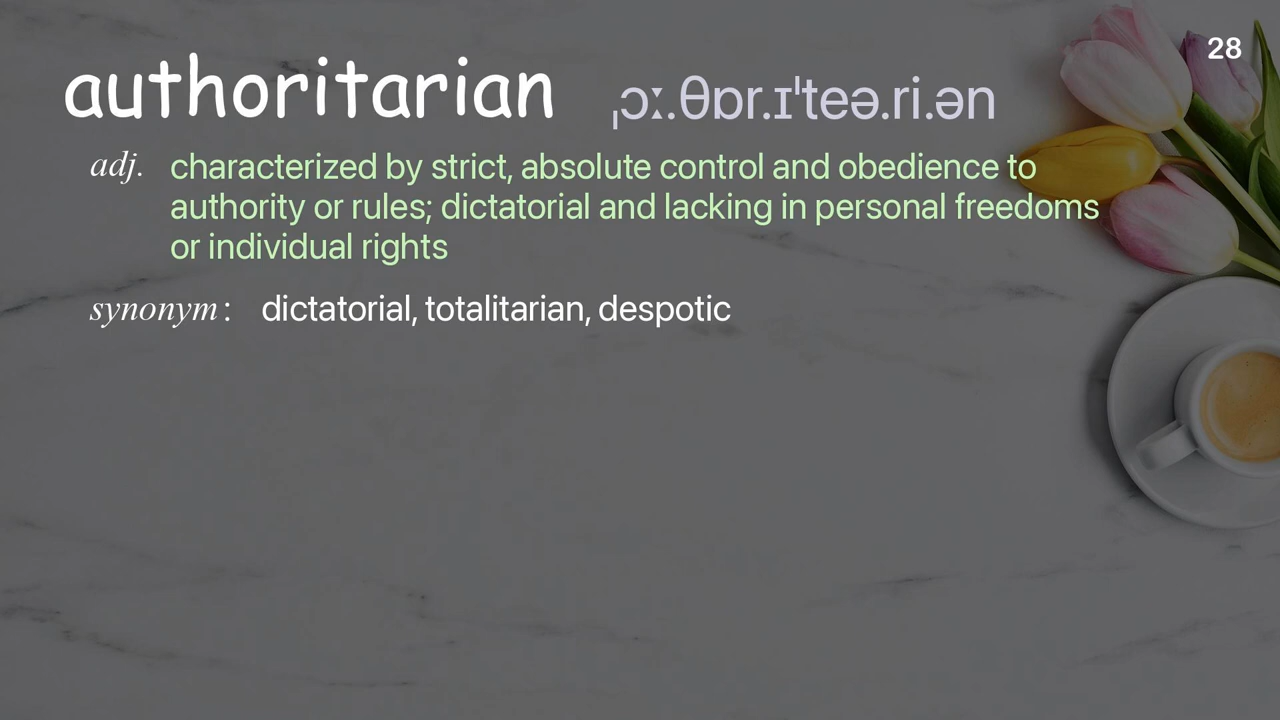 28
authoritarian ˌɔː.θɒr.ɪˈteə.ri.ən
adj. characterized by strict, absolute control and obedience to
authority or rules; dictatorial and lacking in personal freedoms
or individual rights
synonym: dictatorial, totalitarian, despotic